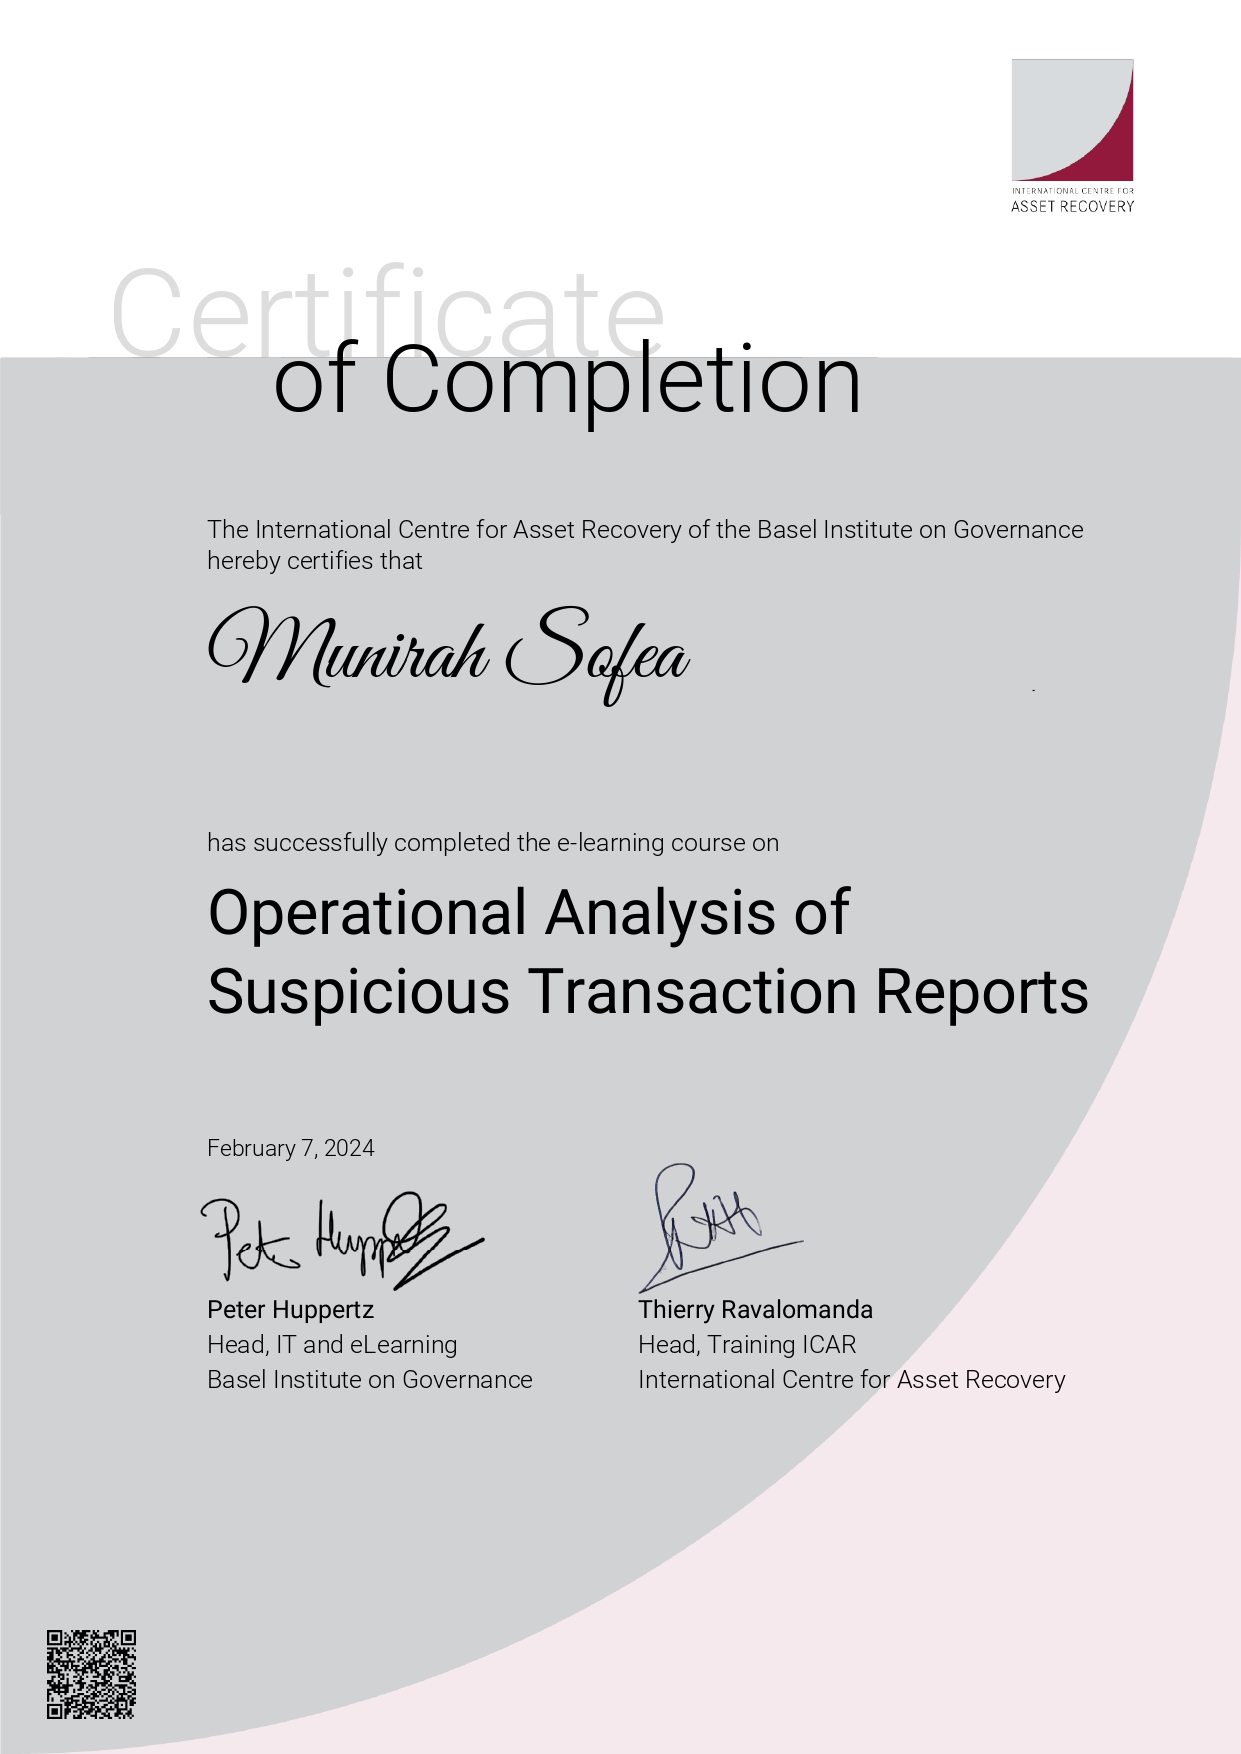 INTERNATIONAL CENTRE FOR
ASSET RECOVERY
Certificate
of Completion
The International Centre for Asset Recovery of the Basel Institute on Governance
hereby certifies that
Munirah Sofea
has successfully completed the e-learning course on
Operational Analysis of
Suspicious Transaction Reports
February 7, 2024
Peter Huppertz
Peter Huppertz
Head, IT and eLearning
Basel Institute on Governance
Thierry Ravalomanda
Head, Training ICAR
International Centre for Asset Recovery